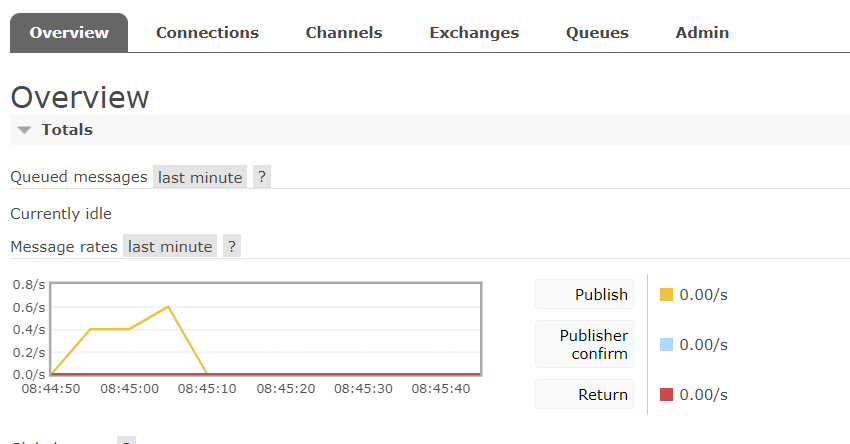 Overview Connections Channels Exchanges Queues Admin
Overview
Totals
Queued messages last minute ?
Currently idle
Message rates last minute ?
0.8/s
0.6/s
0.4/s
0.2/s
0.0/s
08:44:50 08:45:00 08:45:10 08:45:20 08:45:30 08:45:40
Publish 0.00/s
Publisher
confirm 0.00/s
Return 0.00/s